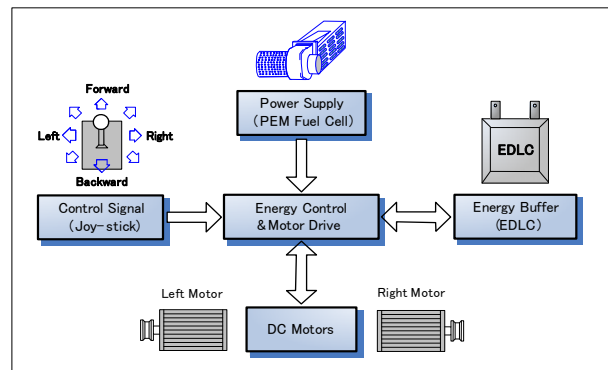 Forward
Left
Right
Backward
Power Supply
(PEM Fuel Cell)
EDLC
Control Signal
(Joy-stick)
Energy Control
&Motor Drive
Energy Buffer
(EDLC)
Left Motor
Right Motor
DC Motors